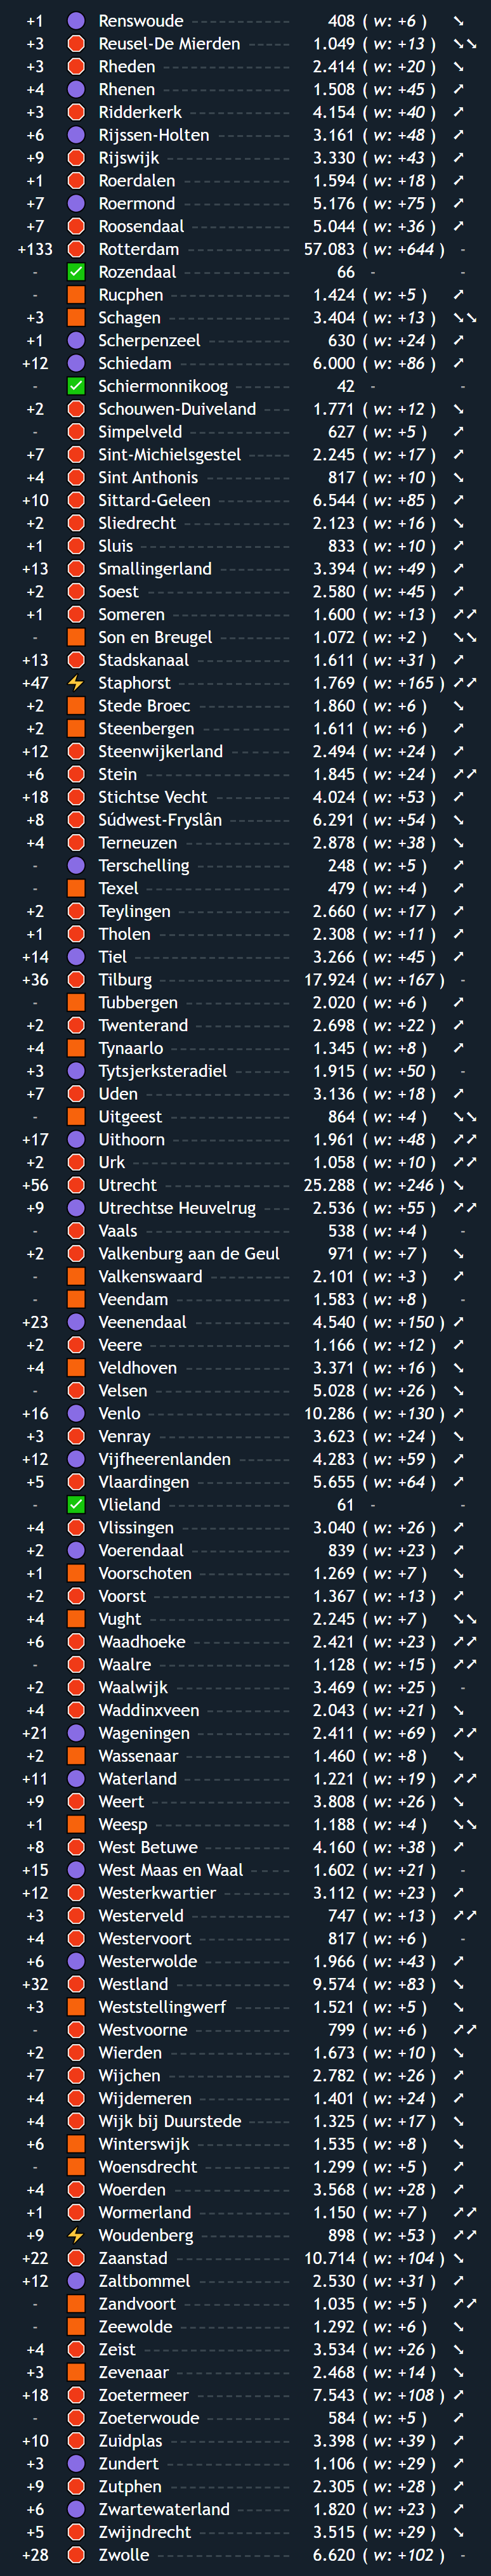 +1 Renswoude 408 ( w: +6 ) ↘
+3 Reusel-De Mierden 1.049 ( w: +13 ) ↘↘
+3 Rheden 2.414 ( w: +20 ) ↘
+4 Rhenen 1.508 ( w: +45 ) ↗
+3 Ridderkerk 4.154 ( w: +40 ) ↗
+6 Rijssen-Holten 3.161 ( w: +48 ) ↗
+9 Rijswijk 3.330 ( w: +43 ) ↗
+1 Roerdalen 1.594 ( w: +18 ) ↗
+7 Roermond 5.176 ( w: +75 ) ↗
+7 Roosendaal 5.044 ( w: +36 ) ↗
+133 Rotterdam 57.083 ( w: +644 ) -
- Rozendaal 66 - -
- Rucphen 1.424 ( w: +5 ) ↗
+3 Schagen 3.404 ( w: +13 ) ↘↘
+1 Scherpenzeel 630 ( w: +24 ) ↗
+12 Schiedam 6.000 ( w: +86 ) ↗
- Schiermonnikoog 42 - -
+2 Schouwen-Duiveland 1.771 ( w: +12 ) ↘
- Simpelveld 627 ( w: +5 ) ↗
+7 Sint-Michielsgestel 2.245 ( w: +17 ) ↗
+4 Sint Anthonis 817 ( w: +10 ) ↘
+10 Sittard-Geleen 6.544 ( w: +85 ) ↗
+2 Sliedrecht 2.123 ( w: +16 ) ↘
+1 Sluis 833 ( w: +10 ) ↗
+13 Smallingerland 3.394 ( w: +49 ) ↗
+2 Soest 2.580 ( w: +45 ) ↗
+1 Someren 1.600 ( w: +13 ) ↗↗
- Son en Breugel 1.072 ( w: +2 ) ↘↘
+13 Stadskanaal 1.611 ( w: +31 ) ↗
+47 Staphorst 1.769 ( w: +165 ) ↗↗
+2 Stede Broec 1.860 ( w: +6 ) ↘
+2 Steenbergen 1.611 ( w: +6 ) ↗
+12 Steenwijkerland 2.494 ( w: +24 ) ↗
+6 Stein 1.845 ( w: +24 ) ↗↗
+18 Stichtse Vecht 4.024 ( w: +53 ) ↗
+8 Súdwest-Fryslân 6.291 ( w: +54 ) ↘
+4 Terneuzen 2.878 ( w: +38 ) ↘
- Terschelling 248 ( w: +5 ) ↗
- Texel 479 ( w: +4 ) ↗
+2 Teylingen 2.660 ( w: +17 ) ↗
+1 Tholen 2.308 ( w: +11 ) ↗
+14 Tiel 3.266 ( w: +45 ) ↗
+36 Tilburg 17.924 ( w: +167 ) -
- Tubbergen 2.020 ( w: +6 ) ↗
+2 Twenterand 2.698 ( w: +22 ) ↗
+4 Tynaarlo 1.345 ( w: +8 ) ↗
+3 Tytsjerksteradiel 1.915 ( w: +50 ) -
+7 Uden 3.136 ( w: +18 ) ↗
- Uitgeest 864 ( w: +4 ) ↘↘
+17 Uithoorn 1.961 ( w: +48 ) ↗↗
+2 Urk 1.058 ( w: +10 ) ↗↗
+56 Utrecht 25.288 ( w: +246 ) ↘
+9 Utrechtse Heuvelrug 2.536 ( w: +55 ) ↗↗
- Vaals 538 ( w: +4 ) -
+2 Valkenburg aan de Geul 971 ( w: +7 ) ↘
- Valkenswaard 2.101 ( w: +3 ) ↗
- Veendam 1.583 ( w: +8 ) -
+23 Veenendaal 4.540 ( w: +150 ) ↗
+2 Veere 1.166 ( w: +12 ) ↗
+4 Veldhoven 3.371 ( w: +16 ) ↘
- Velsen 5.028 ( w: +26 ) ↘
+16 Venlo 10.286 ( w: +130 ) ↗
+3 Venray 3.623 ( w: +24 ) ↘
+12 Vijfheerenlanden 4.283 ( w: +59 ) ↗
+5 Vlaardingen 5.655 ( w: +64 ) ↗
- Vlieland 61 - -
+4 Vlissingen 3.040 ( w: +26 ) ↗
+2 Voerendaal 839 ( w: +23 ) ↗
+1 Voorschoten 1.269 ( w: +7 ) ↘
+2 Voorst 1.367 ( w: +13 ) ↗
+4 Vught 2.245 ( w: +7 ) ↘↘
+6 Waadhoeke 2.421 ( w: +23 ) ↗↗
- Waalre 1.128 ( w: +15 ) ↗↗
+2 Waalwijk 3.469 ( w: +25 ) -
+4 Waddinxveen 2.043 ( w: +21 ) ↘
+21 Wageningen 2.411 ( w: +69 ) ↗↗
+2 Wassenaar 1.460 ( w: +8 ) ↘
+11 Waterland 1.221 ( w: +19 ) ↗↗
+9 Weert 3.808 ( w: +26 ) ↘
+1 Weesp 1.188 ( w: +4 ) ↘↘
+8 West Betuwe 4.160 ( w: +38 ) ↗
+15 West Maas en Waal 1.602 ( w: +21 ) -
+12 Westerkwartier 3.112 ( w: +23 ) ↗
+3 Westerveld 747 ( w: +13 ) ↗↗
+4 Westervoort 817 ( w: +6 ) -
+6 Westerwolde 1.966 ( w: +43 ) ↗
+32 Westland 9.574 ( w: +83 ) ↘
+3 Weststellingwerf 1.521 ( w: +5 ) ↘
- Westvoorne 799 ( w: +6 ) ↗↗
+2 Wierden 1.673 ( w: +10 ) ↘
+7 Wijchen 2.782 ( w: +26 ) ↗
+4 Wijdemeren 1.401 ( w: +24 ) ↗
+4 Wijk bij Duurstede 1.325 ( w: +17 ) ↘
+6 Winterswijk 1.535 ( w: +8 ) ↘
- Woensdrecht 1.299 ( w: +5 ) ↗
+4 Woerden 3.568 ( w: +28 ) ↗
+1 Wormerland 1.150 ( w: +7 ) ↗↗
+9 Woudenberg 898 ( w: +53 ) ↗↗
+22 Zaanstad 10.714 ( w: +104 ) ↘
+12 Zaltbommel 2.530 ( w: +31 ) ↗
- Zandvoort 1.035 ( w: +5 ) ↗↗
- Zeewolde 1.292 ( w: +6 ) ↘
+4 Zeist 3.534 ( w: +26 ) ↘
+3 Zevenaar 2.468 ( w: +14 ) ↘
+18 Zoetermeer 7.543 ( w: +108 ) ↗
- Zoeterwoude 584 ( w: +5 ) ↗
+10 Zuidplas 3.398 ( w: +39 ) ↗
+3 Zundert 1.106 ( w: +29 ) ↗
+9 Zutphen 2.305 ( w: +28 ) ↗
+6 Zwartewaterland 1.820 ( w: +23 ) ↗
+5 Zwijndrecht 3.515 ( w: +29 ) ↘
+28 Zwolle 6.620 ( w: +102 ) -